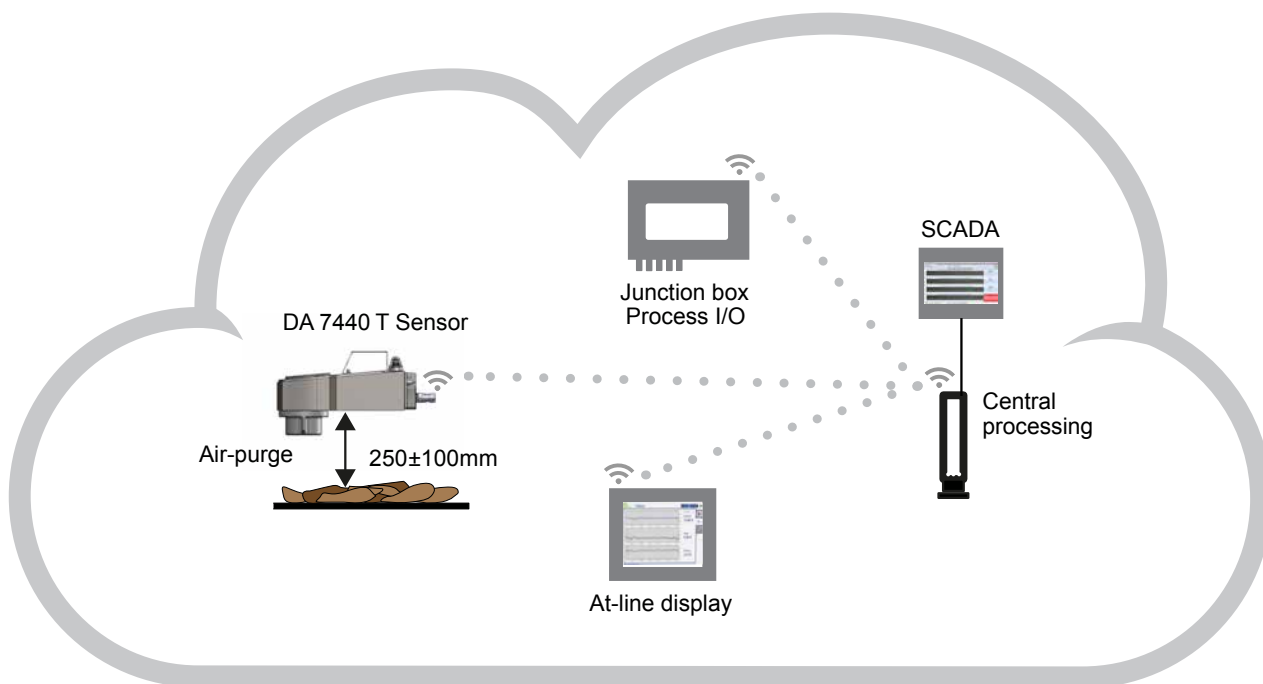 SCADA
Junction box
Process I/O
DA 7440 T Sensor
Central
processing
Air-purge
250±100mm
At-line display